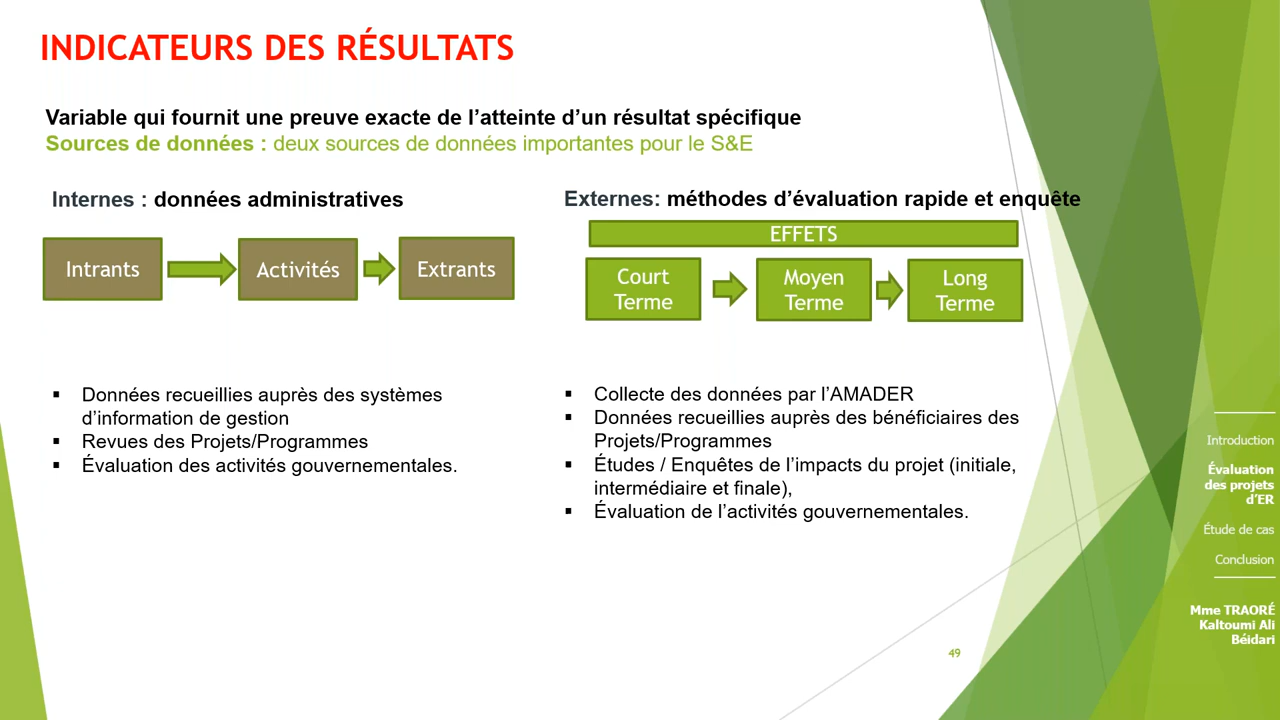 INDICATEURS DES RÉSULTATS
Variable qui fournit une preuve exacte de l’atteinte d’un résultat spécifique
Sources de données : deux sources de données importantes pour le S&E
Internes : données administratives
Intrants
Activités
Extrants
▪ Données recueillies auprès des systèmes
d’information de gestion
▪ Revues des Projets/Programmes
▪ Évaluation des activités gouvernementales.
Externes: méthodes d’évaluation rapide et enquête
EFFETS
Court
Terme
Moyen
Terme
Long
Terme
▪ Collecte des données par l’AMADER
▪ Données recueillies auprès des bénéficiaires des
Projets/Programmes
▪ Études / Enquêtes de l’impacts du projet (initiale,
intermédiaire et finale),
▪ Évaluation de l’activités gouvernementales.
Introduction
Évaluation
des projets
d’ER
Étude de cas
Conclusion
Mme TRAORÉ
Kaltoumi Ali
Béidari
49